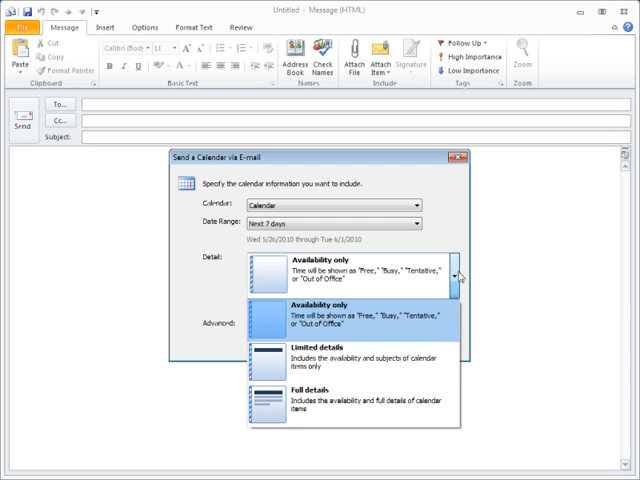 Untitled - Message (HTML)
File Message Insert Options Format Text Review
Paste
Cut
Copy
Format Painter
Clipboard
Calibri (Body) 11
B I U
Basic Text
Address Book
Check Names
Names
Attach File
Attach Item
Signature
Include
Follow Up
High Importance
Low Importance
Tags
Zoom
Zoom
Send
To...
Cc...
Subject:
Send a Calendar via E-mail
Specify the calendar information you want to include.
Calendar: Calendar
Date Range: Next 7 days
Wed 5/26/2010 through Tue 6/1/2010
Detail:
Availability only
Time will be shown as "Free," "Busy," "Tentative,"
or "Out of Office"
Advanced:
Availability only
Time will be shown as "Free," "Busy," "Tentative,"
or "Out of Office"
Limited details
Includes the availability and subjects of calendar
items only
Full details
Includes the availability and full details of calendar
items